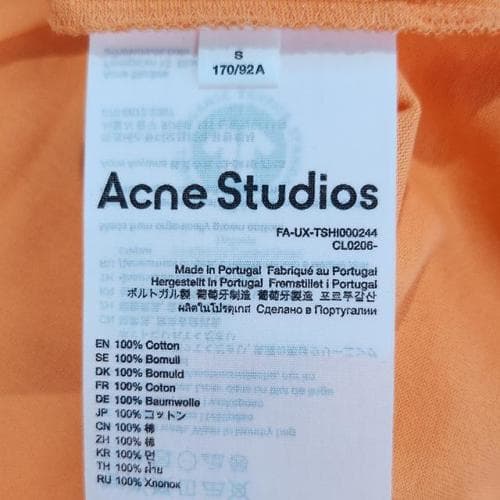 S
170/92A
Acne Studios
FA-UX-TSHI000244
CL0206-
Made in Portugal Fabriqué au Portugal
Hergestellt in Portugal Fremstillet i Portugal
ポルトガル製 葡萄牙制造 葡萄牙製造 포르투갈산
ผลิตในโปรตุเกส Сделано в Португалии
EN 100% Cotton
SE 100% Bomull
DK 100% Bomuld
FR 100% Coton
DE 100% Baumwolle
JP 100% コットン
CN 100% 棉
ZH 100% 棉
KR 100% 면
TH 100% ฝ้าย
RU 100% Хлопок